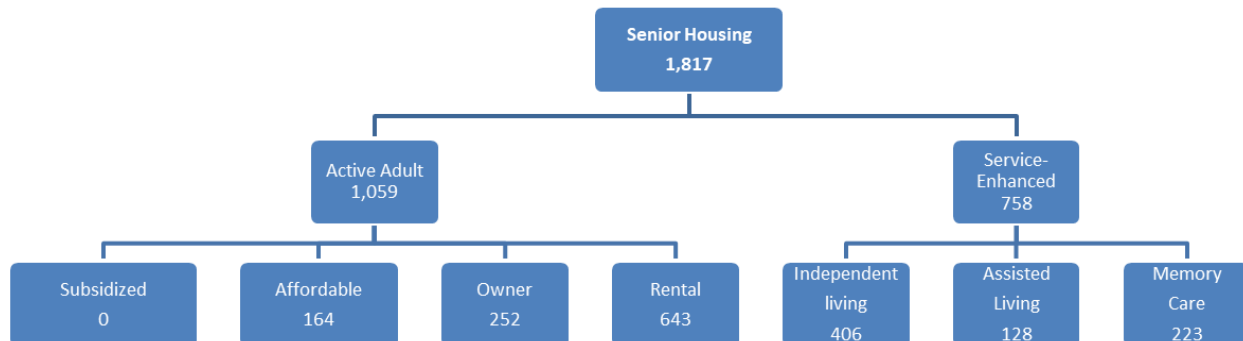 Senior Housing
1,817
Active Adult
1,059
Service-
Enhanced
758
Subsidized
0
Affordable
164
Owner
252
Rental
643
Independent
living
406
Assisted
Living
128
Memory
Care
223